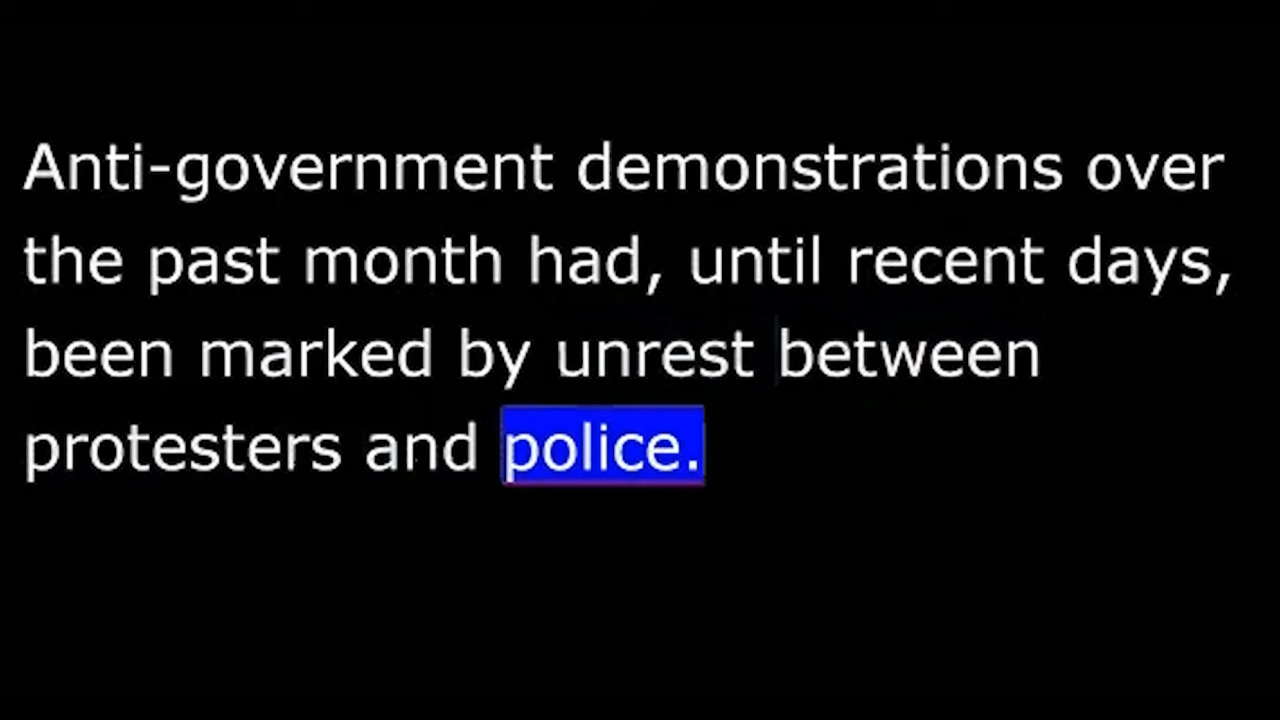 Anti-government demonstrations over
the past month had, until recent days,
been marked by unrest between
protesters and police.